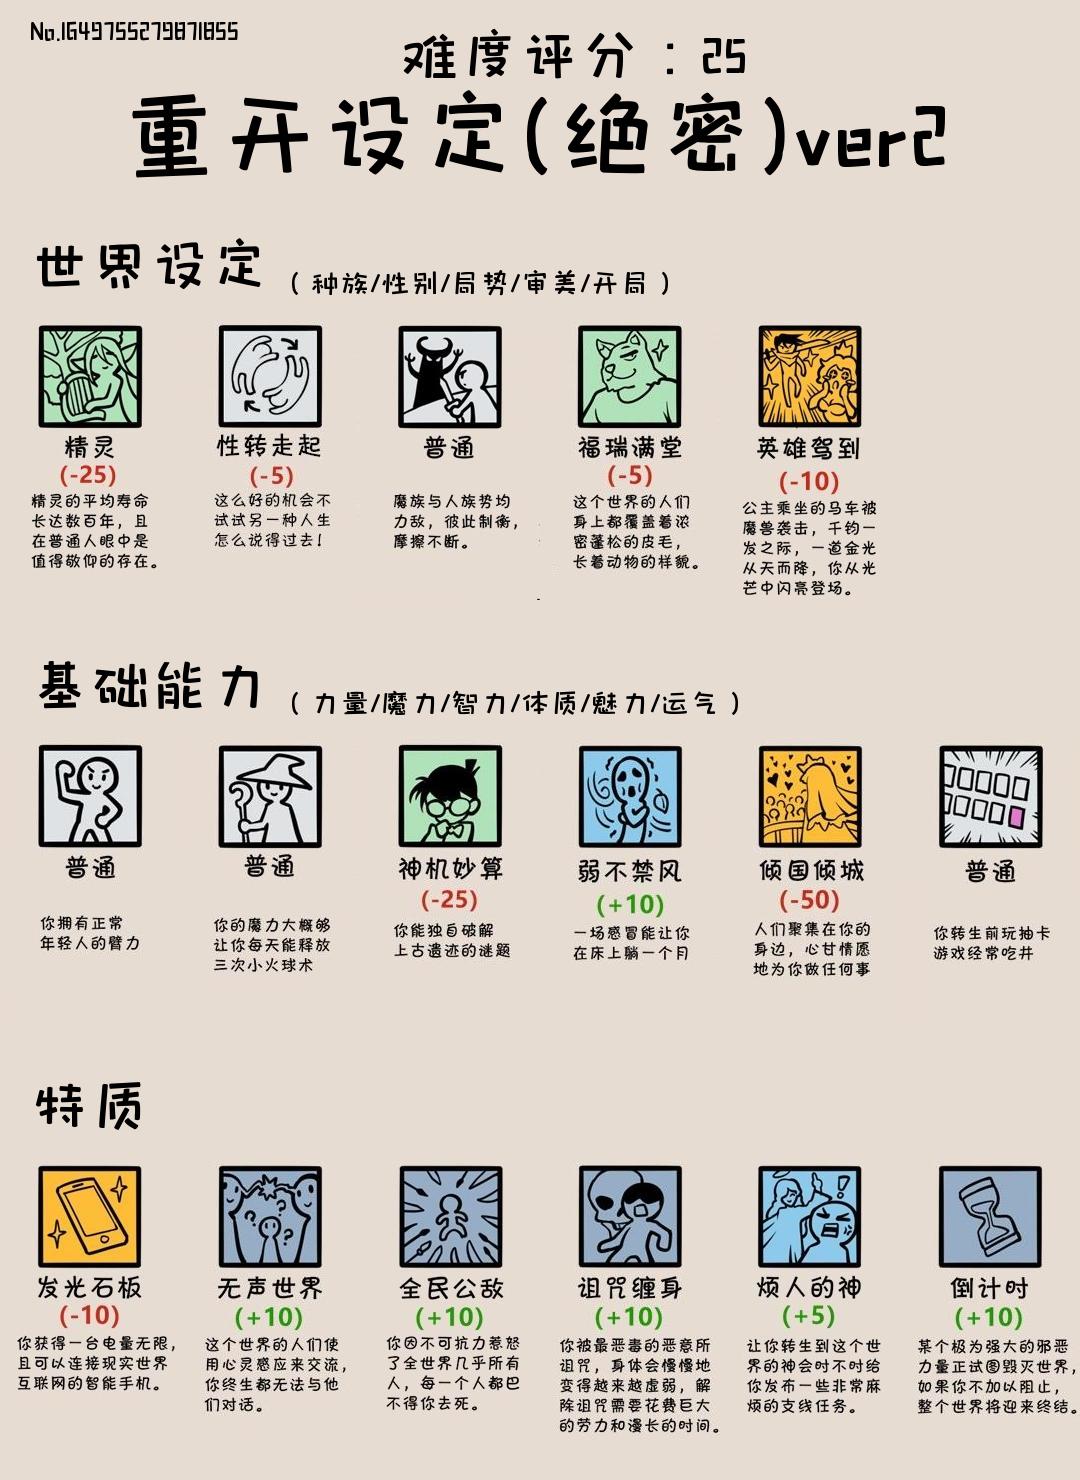 No.1649755279871855
难度评分：25
重开设定(绝密)ver2
世界设定
（种族/性别/局势/审美/开局）
精灵
(-25)
精灵的平均寿命
长达数百年，且
在普通人眼中是
值得敬仰的存在。
性转走起
(-5)
这么好的机会不
试试另一种人生
怎么说得过去！
普通
魔族与人族势均
力敌，彼此制衡，
摩擦不断。
福瑞满堂
(-5)
这个世界的人们
身上都覆盖着浓
密蓬松的皮毛，
长着动物的样貌。
英雄驾到
(-10)
公主乘坐的马车被
魔兽袭击，千钧一
发之际，一道金光
从天而降，你从光
芒中闪亮登场。
基础能力
（力量/魔力/智力/体质/魅力/运气）
普通
你拥有正常
年轻人的臂力
普通
你的魔力大概够
让你每天能释放
三次小火球术
神机妙算
(-25)
你能独自破解
上古遗迹的谜题
弱不禁风
(+10)
一场感冒能让你
在床上躺一个月
倾国倾城
(-50)
人们聚集在你的
身边，心甘情愿
地为你做任何事
普通
你转生前玩抽卡
游戏经常吃井
特质
发光石板
(-10)
你获得一台电量无限，
且可以连接现实世界
互联网的智能手机。
无声世界
(+10)
这个世界的人们使
用心灵感应来交流，
你终生都无法与他
们对话。
全民公敌
(+10)
你因不可抗力惹怒
了全世界几乎所有
人，每一个人都巴
不得你去死。
诅咒缠身
(+10)
你被最恶毒的恶意所
诅咒，身体会慢慢地
变得越来越虚弱，解
除诅咒需要花费巨大
的劳力和漫长的时间。
烦人的神
(+5)
让你转生到这个世
界的神会时不时给
你发布一些非常麻
烦的支线任务。
倒计时
(+10)
某个极为强大的邪恶
力量正试图毁灭世界，
如果你不加以阻止，
整个世界将迎来终结。